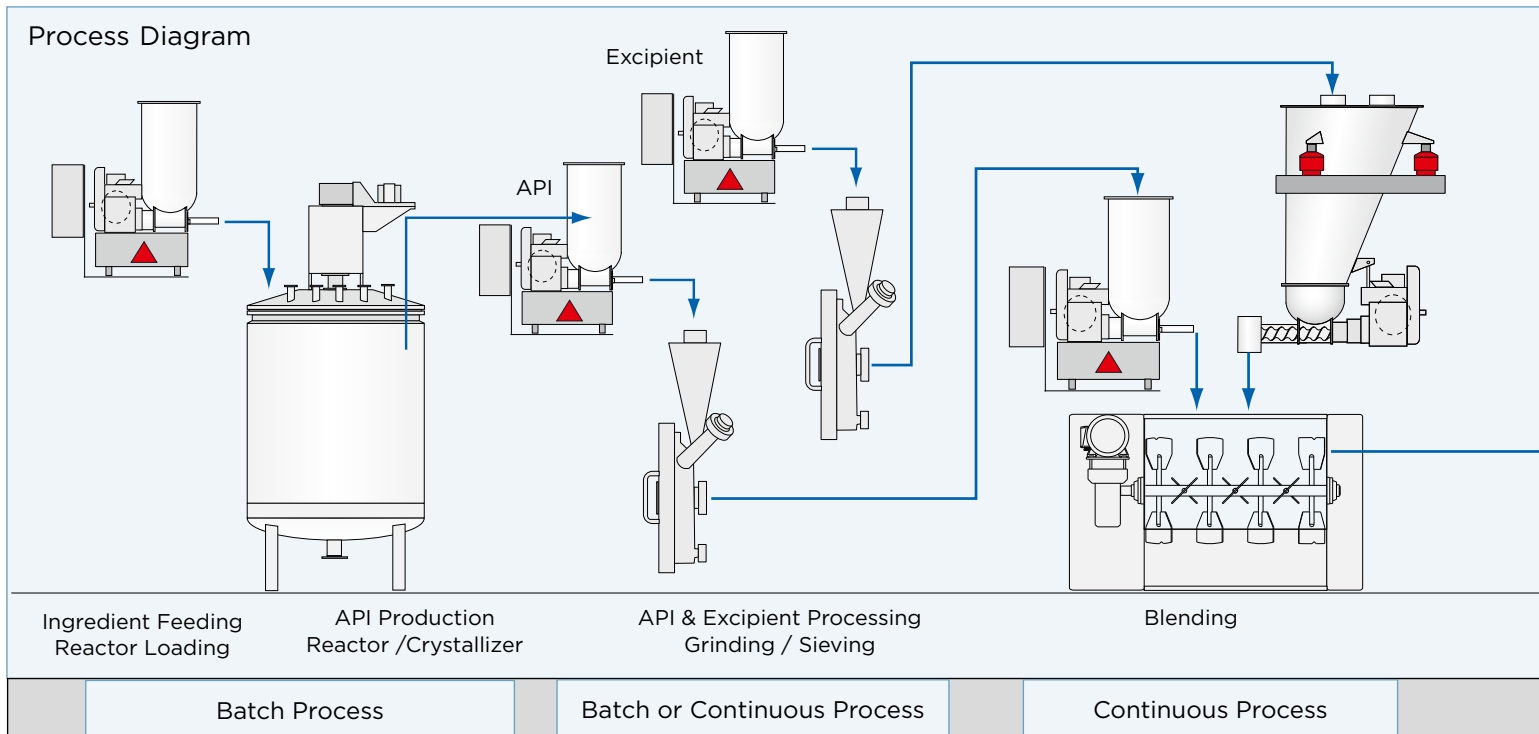 Process Diagram
Excipient
API
Ingredient Feeding
Reactor Loading
API Production
Reactor /Crystallizer
API & Excipient Processing
Grinding / Sieving
Blending
Batch Process
Batch or Continuous Process
Continuous Process